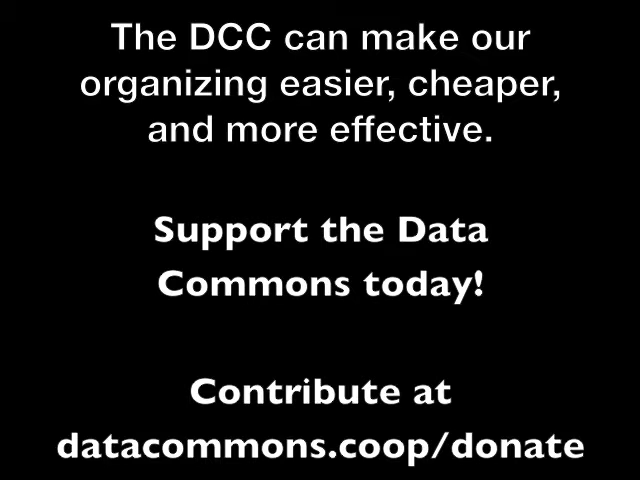 The DCC can make our
organizing easier, cheaper,
and more effective.
Support the Data
Commons today!
Contribute at
datacommons.coop/donate